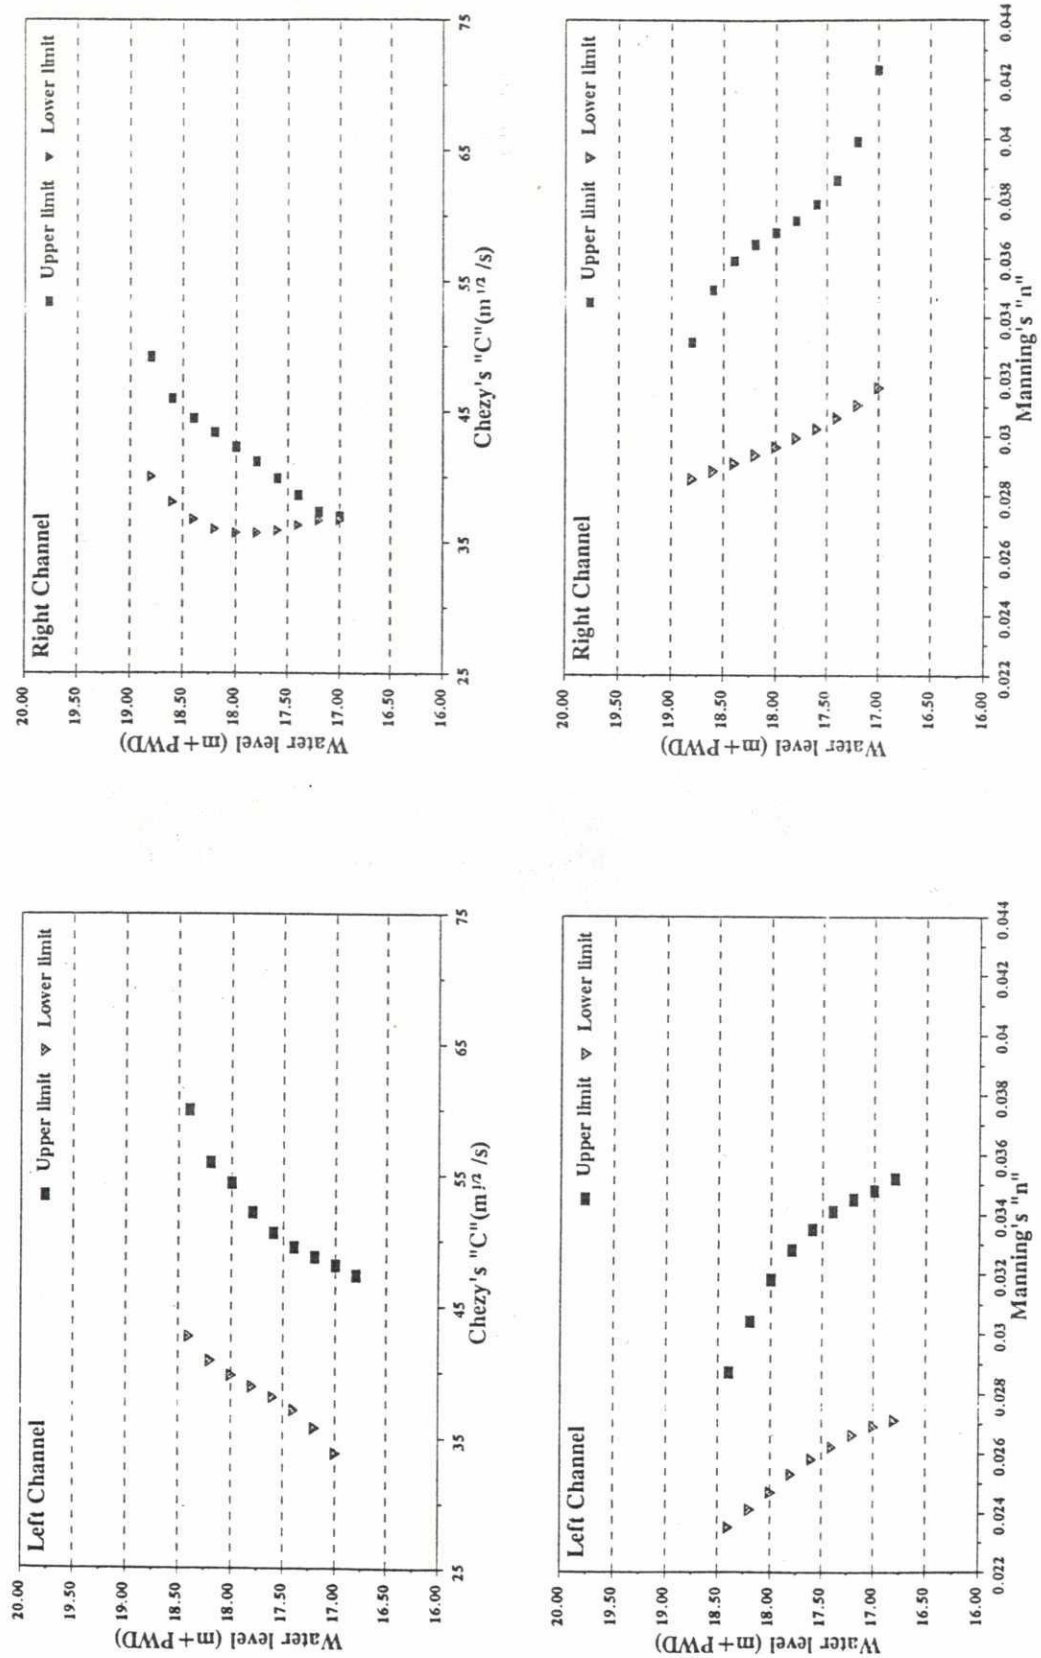 Left Channel
■ Upper limit ▽ Lower limit
20.00
19.50
19.00
18.50
18.00
17.50
17.00
16.50
16.00
Water level (m+PWD)
25 35 45 55 65 75
Chezy's "C"(m 1/2 /s)
Right Channel
■ Upper limit ▼ Lower limit
20.00
19.50
19.00
18.50
18.00
17.50
17.00
16.50
16.00
Water level (m+PWD)
25 35 45 55 65 75
Chezy's "C"(m 1/2 /s)
Left Channel
■ Upper limit ▽ Lower limit
20.00
19.50
19.00
18.50
18.00
17.50
17.00
16.50
16.00
Water level (m+PWD)
0.022 0.024 0.026 0.028 0.03 0.032 0.034 0.036 0.038 0.04 0.042 0.044
Manning's "n"
Right Channel
■ Upper limit ▽ Lower limit
20.00
19.50
19.00
18.50
18.00
17.50
17.00
16.50
16.00
Water level (m+PWD)
0.022 0.024 0.026 0.028 0.03 0.032 0.034 0.036 0.038 0.04 0.042 0.044
Manning's "n"